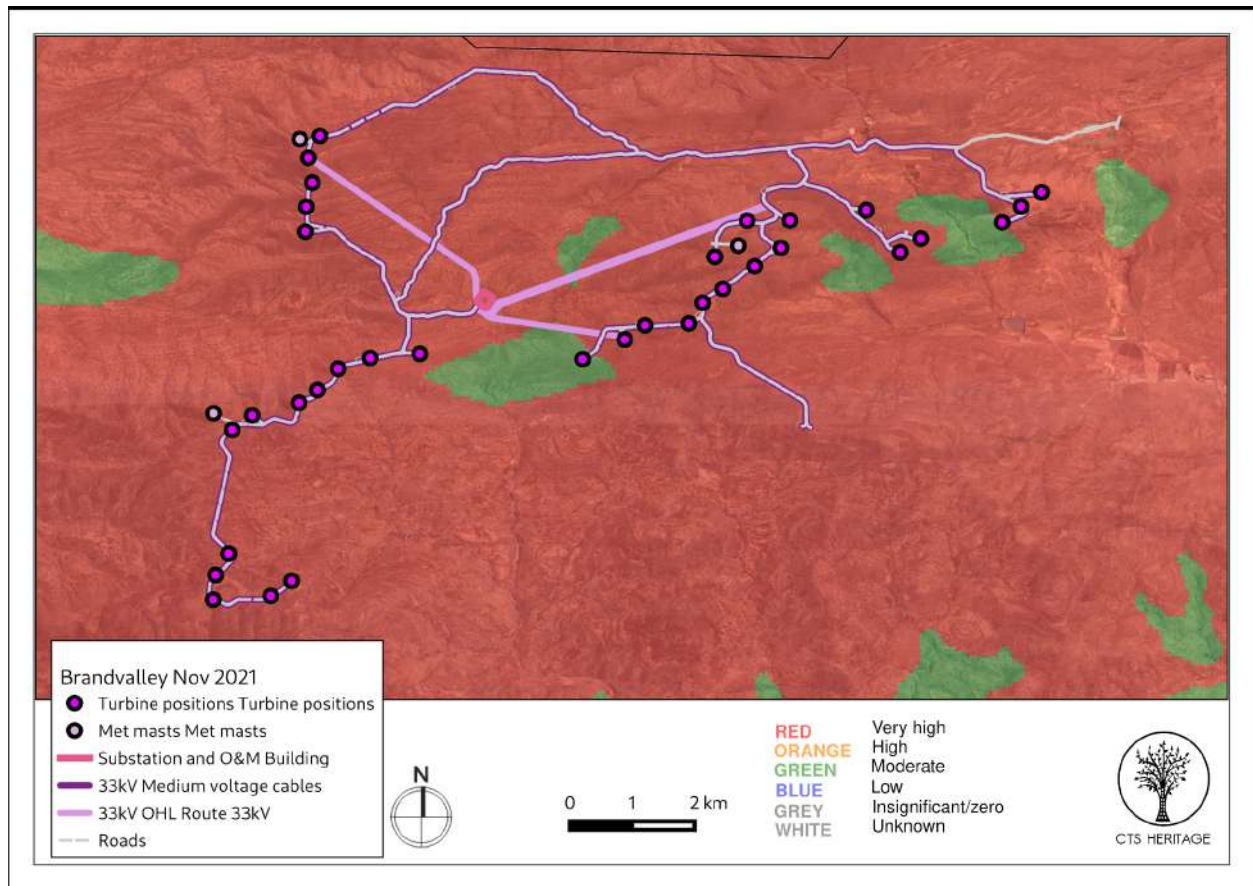 Brandvalley Nov 2021
Turbine positions Turbine positions
Met masts Met masts
Substation and O&M Building
33kV Medium voltage cables
33kV OHL Route 33kV
Roads
N
0 1 2 km
RED Very high
ORANGE High
GREEN Moderate
BLUE Low
GREY Insignificant/zero
WHITE Unknown
CTS HERITAGE